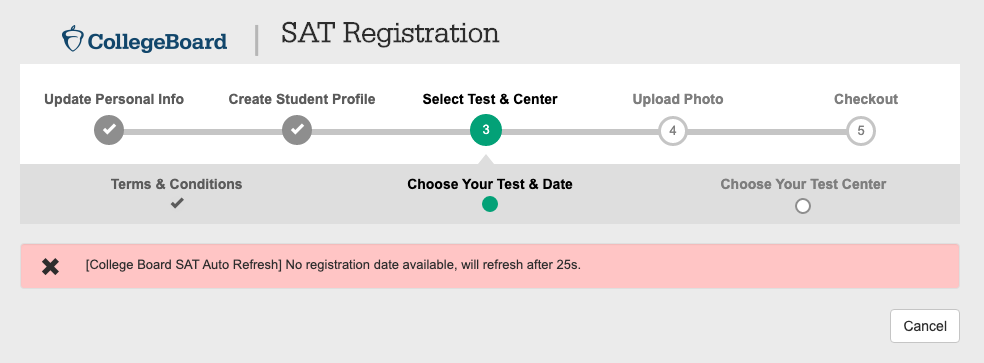 CollegeBoard
SAT Registration
Update Personal Info
Create Student Profile
Select Test & Center
Upload Photo
Checkout
3
4
5
Terms & Conditions
Choose Your Test & Date
Choose Your Test Center
[College Board SAT Auto Refresh] No registration date available, will refresh after 25s.
Cancel